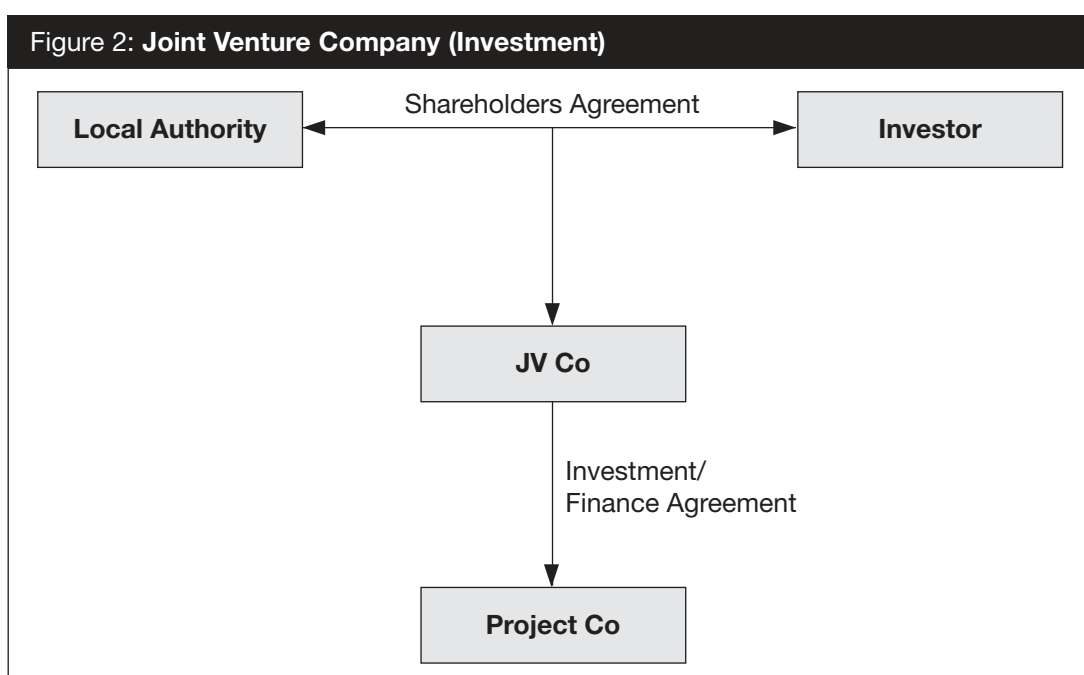 Figure 2: Joint Venture Company (Investment)
Shareholders Agreement
Local Authority
Investor
JV Co
Investment/
Finance Agreement
Project Co